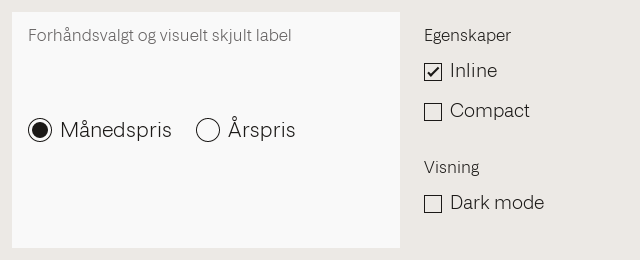 Forhåndsvalgt og visuelt skjult label
Månedspris
Årspris
Egenskaper
Inline
Compact
Visning
Dark mode